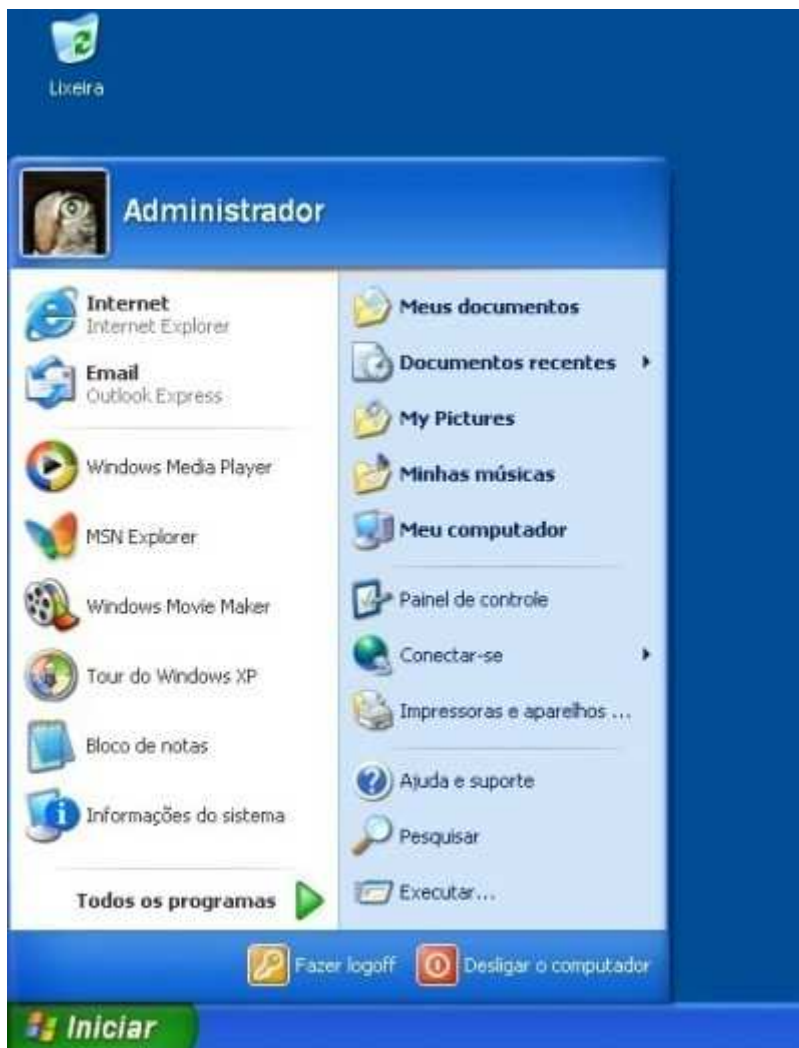 Lixeira
Administrador
Internet
Internet Explorer
Email
Outlook Express
Windows Media Player
MSN Explorer
Windows Movie Maker
Tour do Windows XP
Bloco de notas
Informações do sistema
Todos os programas
Meus documentos
Documentos recentes
My Pictures
Minhas músicas
Meu computador
Painel de controle
Conectar-se
Impressoras e aparelhos ...
Ajuda e suporte
Pesquisar
Executar...
Fazer logoff
Desligar o computador
Iniciar